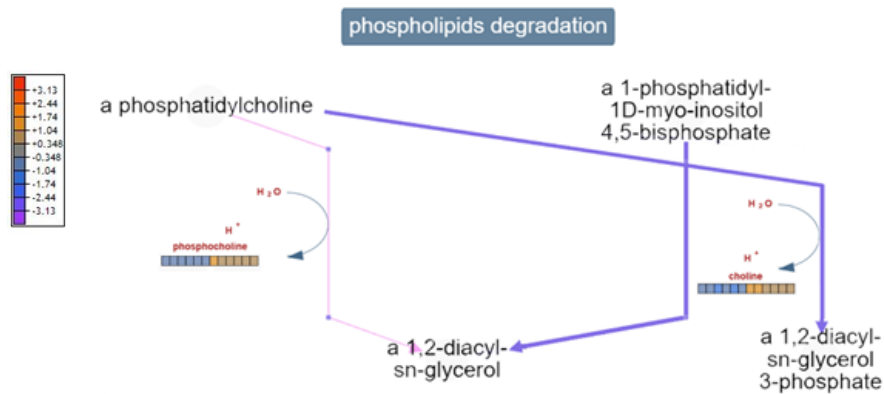 phospholipids degradation
+3.13
+2.44
+1.74
+1.04
+0.348
-0.348
-1.04
-1.74
-2.44
-3.13
a phosphatidylcholine
a 1-phosphatidyl-
1D-myo-inositol
4,5-bisphosphate
H2O
H+
phosphocholine
H2O
H+
choline
a 1,2-diacyl-
sn-glycerol
a 1,2-diacyl-
sn-glycerol
3-phosphate